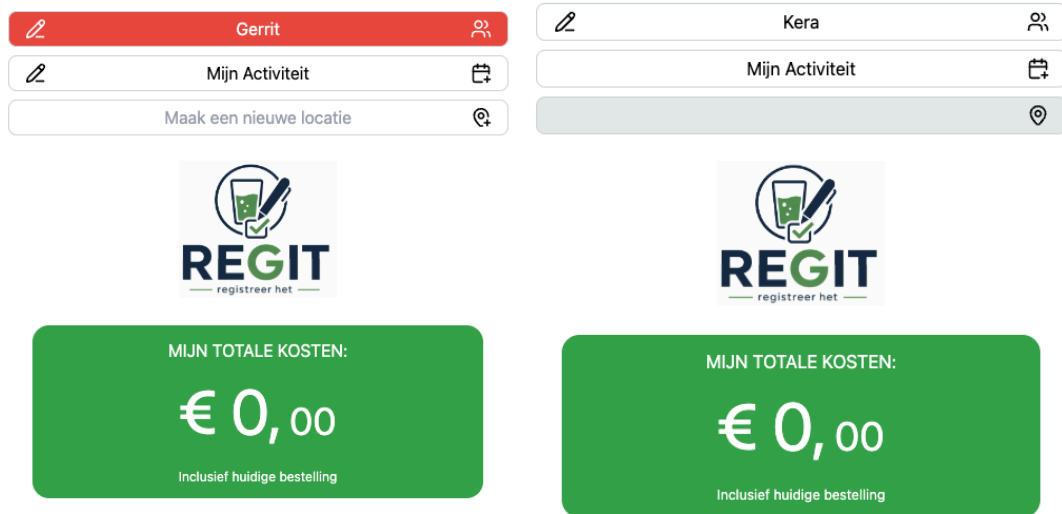 Gerrit
Mijn Activiteit
Maak een nieuwe locatie
REGIT
registreer het
MIJN TOTALE KOSTEN:
€ 0, 00
Inclusief huidige bestelling
Kera
Mijn Activiteit
REGIT
registreer het
MIJN TOTALE KOSTEN:
€ 0, 00
Inclusief huidige bestelling